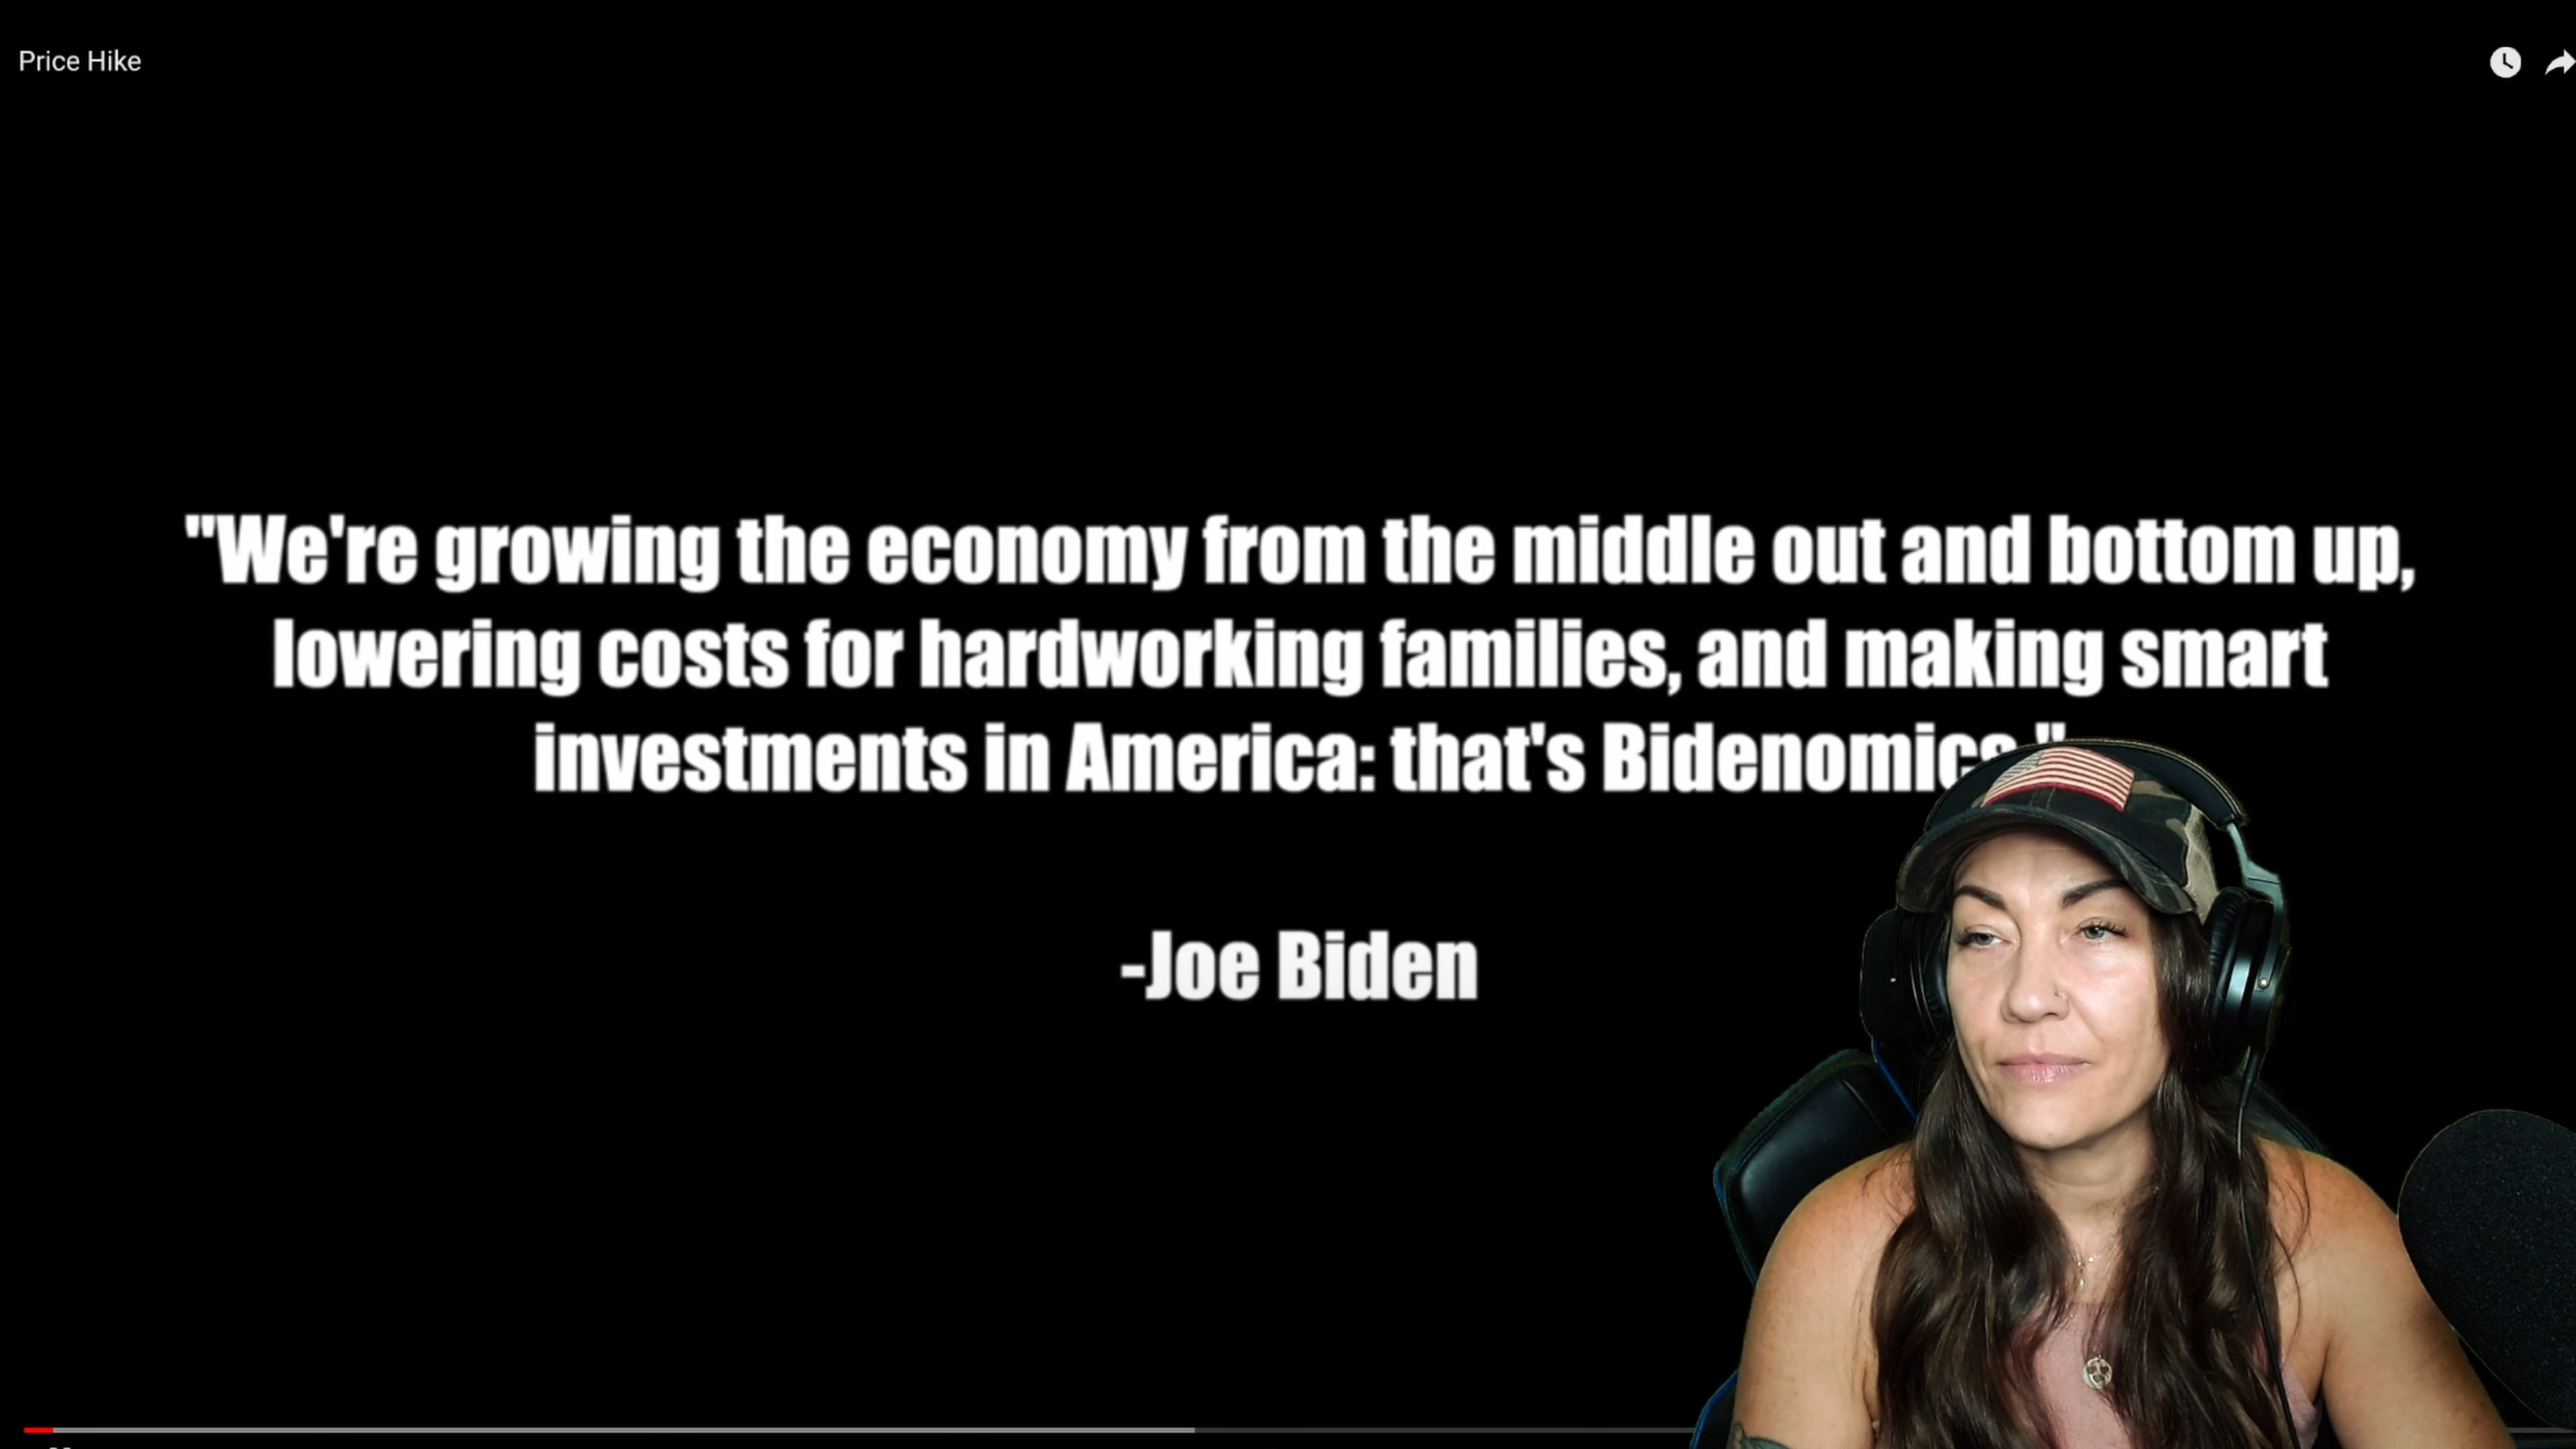 Price Hike
"We're growing the economy from the middle out and bottom up,
lowering costs for hardworking families, and making smart
investments in America: that's Bidenomics."
-Joe Biden